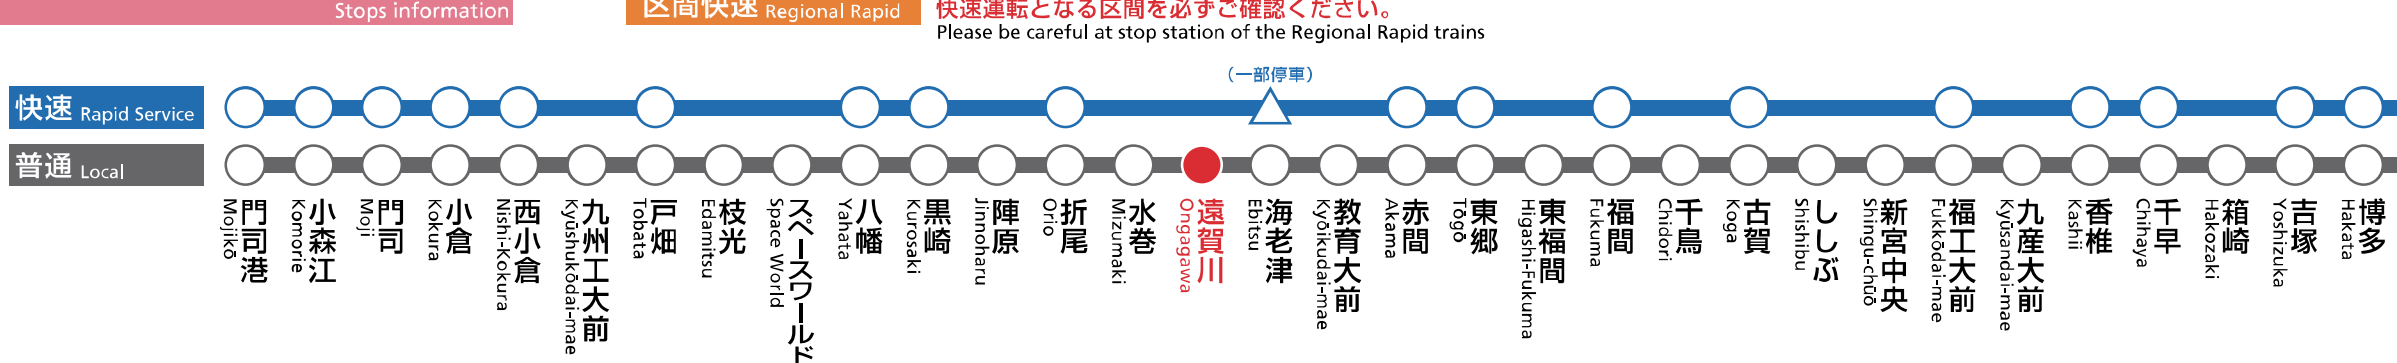 Stops information
区間快速 Regional Rapid
快速運転となる区間を必ずご確認ください。
Please be careful at stop station of the Regional Rapid trains
（一部停車）
快速 Rapid Service
普通 Local
門司港 Mojikō
小森江 Komorie
門司 Moji
小倉 Kokura
西小倉 Nishi-Kokura
九州工大前 Kyūshukōdai-mae
戸畑 Tobata
枝光 Edamitsu
スペースワールド Space World
八幡 Yahata
黒崎 Kurosaki
陣原 Jinnoharu
折尾 Orio
水巻 Mizumaki
遠賀川 Ongagawa
海老津 Ebitsu
教育大前 Kyōikudai-mae
赤間 Akama
東郷 Tōgō
東福間 Higashi-Fukuma
福間 Fukuma
千鳥 Chidori
古賀 Koga
ししぶ Shishibu
新宮中央 Shingu-chūō
福工大前 Fukkōdai-mae
九産大前 Kyūsandai-mae
香椎 Kashii
千早 Chihaya
箱崎 Hakozaki
吉塚 Yoshizuka
博多 Hakata